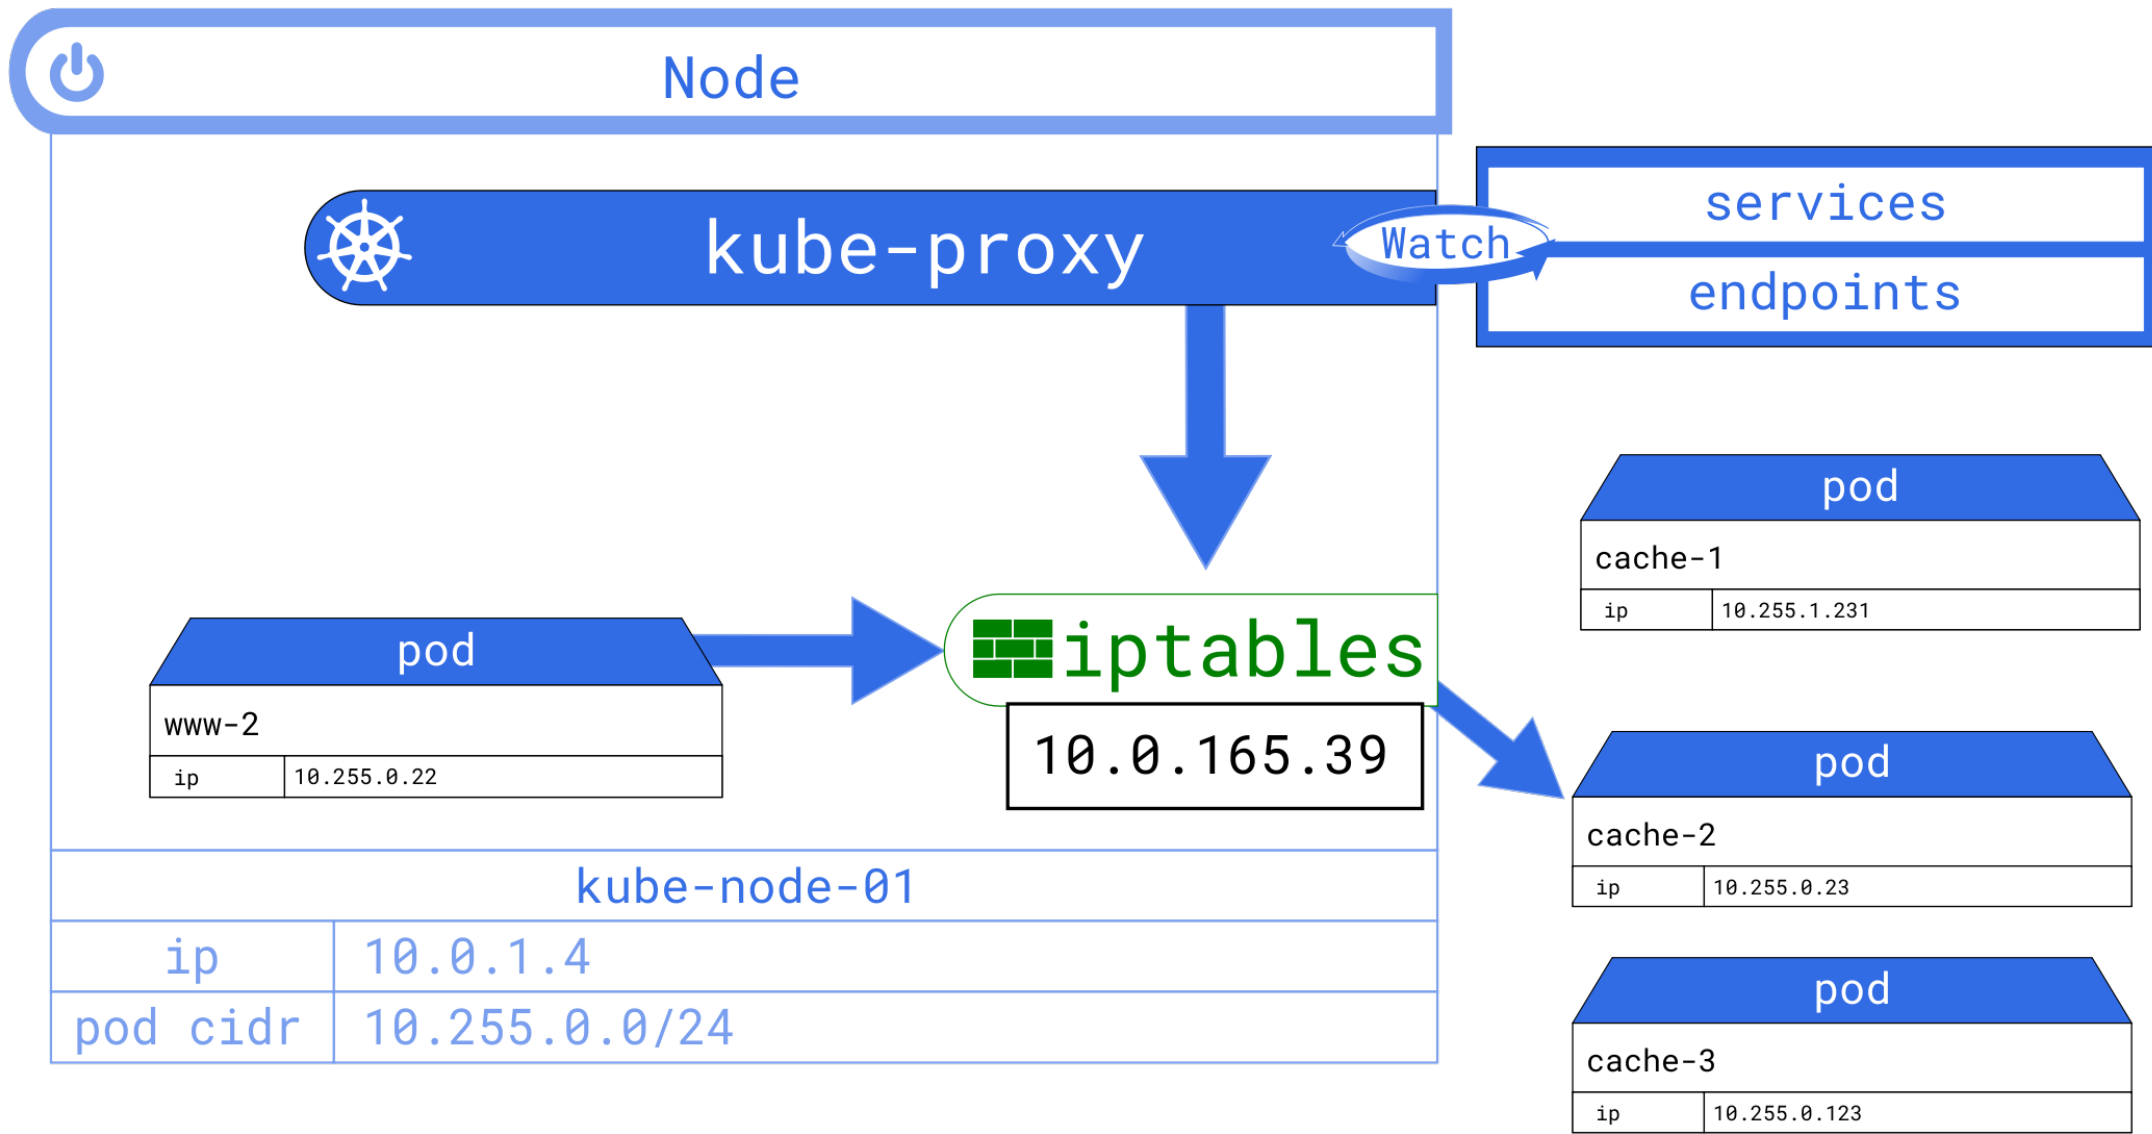 Node
kube-proxy
Watch
services
endpoints
pod
cache-1
ip 10.255.1.231
pod
www-2
ip 10.255.0.22
iptables
10.0.165.39
pod
cache-2
ip 10.255.0.23
kube-node-01
ip 10.0.1.4
pod cidr 10.255.0.0/24
pod
cache-3
ip 10.255.0.123